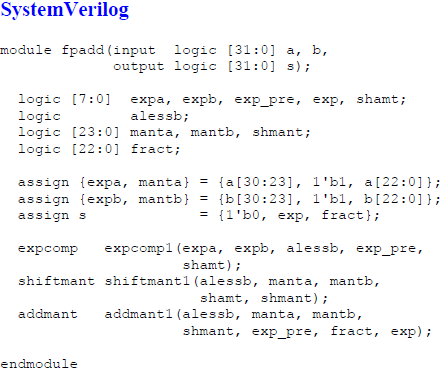 SystemVerilog
module fpadd(input  logic [31:0] a, b,
             output logic [31:0] s);
  logic [7:0]  expa, expb, exp_pre, exp, shamt;
  logic        alessb;
  logic [23:0] manta, mantb, shmant;
  logic [22:0] fract;
  assign {expa, manta} = {a[30:23], 1'b1, a[22:0]};
  assign {expb, mantb} = {b[30:23], 1'b1, b[22:0]};
  assign s             = {1'b0, exp, fract};
  expcomp   expcomp1(expa, expb, alessb, exp_pre,
                     shamt);
  shiftmant shiftmant1(alessb, manta, mantb,
                       shamt, shmant);
  addmant   addmant1(alessb, manta, mantb,
                     shmant, exp_pre, fract, exp);
endmodule